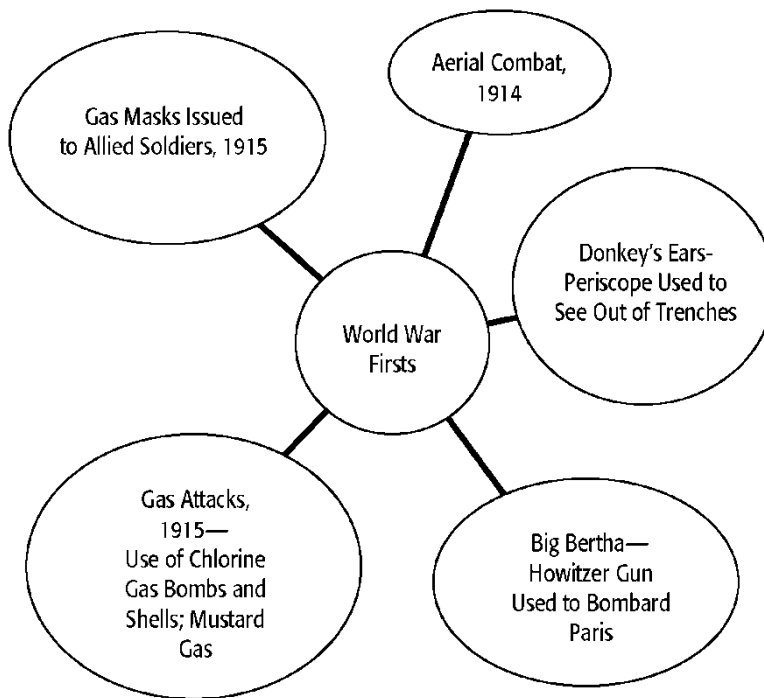 Aerial Combat,
1914
Gas Masks Issued
to Allied Soldiers, 1915
Donkey's Ears-
Periscope Used to
See Out of Trenches
World War
Firsts
Gas Attacks,
1915—
Use of Chlorine
Gas Bombs and
Shells; Mustard
Gas
Big Bertha—
Howitzer Gun
Used to Bombard
Paris